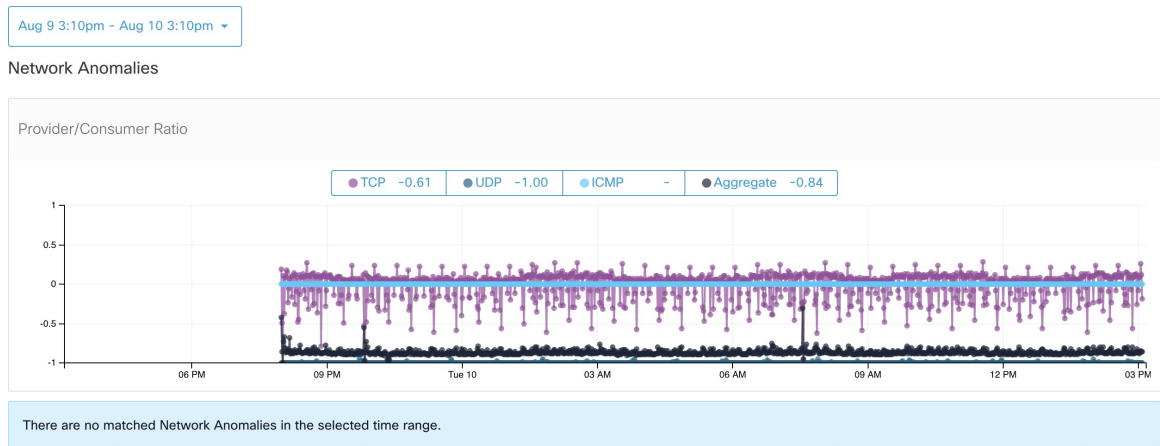 Aug 9 3:10pm - Aug 10 3:10pm
Network Anomalies
Provider/Consumer Ratio
TCP -0.61 UDP -1.00 ICMP - Aggregate -0.84
1
0.5
0
-0.5
-1
06 PM 09 PM Tue 10 03 AM 06 AM 09 AM 12 PM 03 PM
There are no matched Network Anomalies in the selected time range.